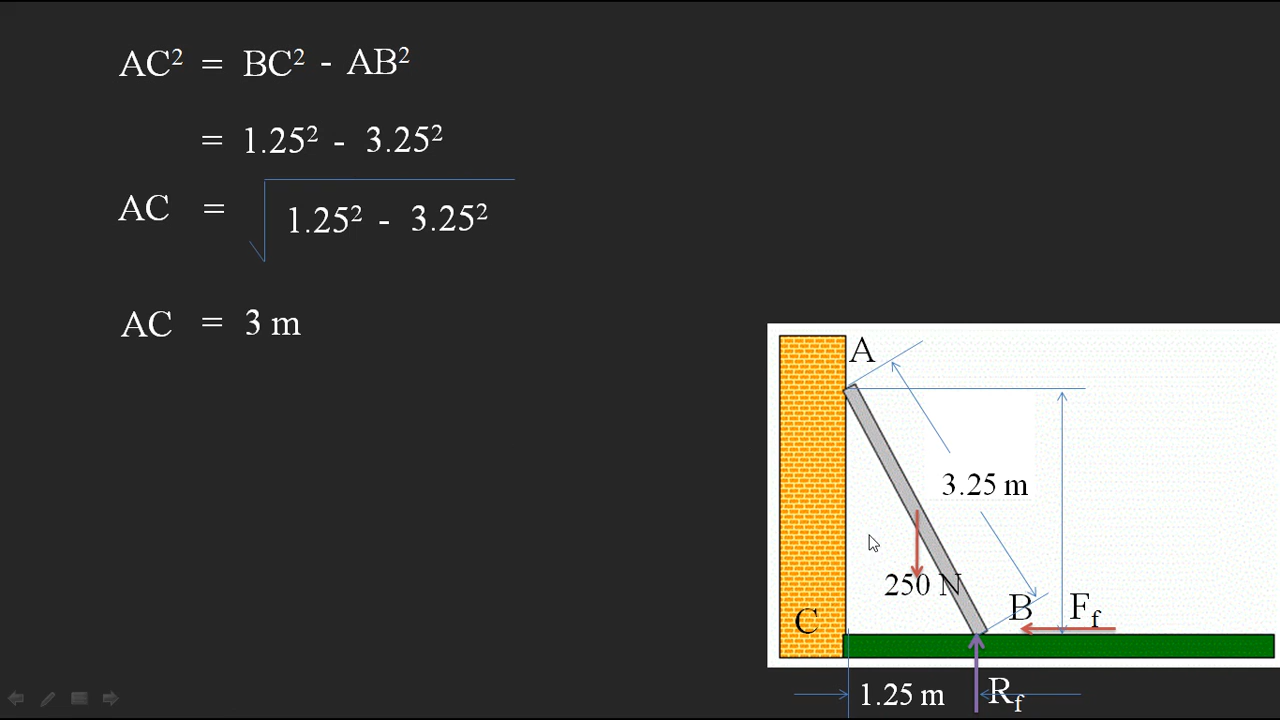 AC² = BC² - AB²
= 1.25² - 3.25²
AC = √ 1.25² - 3.25²
AC = 3 m
A
3.25 m
250 N
B
F_f
C
1.25 m
R_f